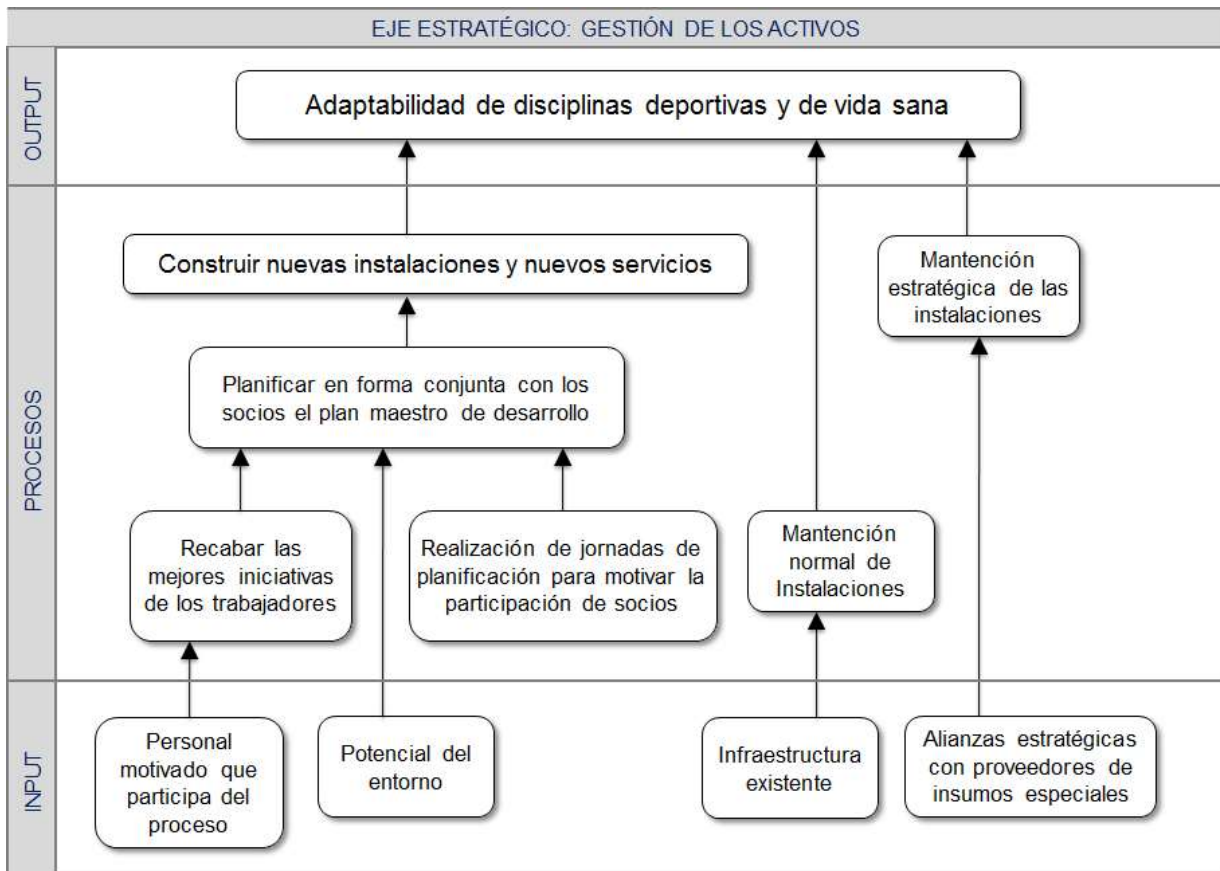 EJE ESTRATÉGICO: GESTIÓN DE LOS ACTIVOS
OUTPUT
Adaptabilidad de disciplinas deportivas y de vida sana
PROCESOS
Construir nuevas instalaciones y nuevos servicios
Mantención
estratégica de las
instalaciones
Planificar en forma conjunta con los
socios el plan maestro de desarrollo
Recabar las
mejores iniciativas
de los trabajadores
Realización de jornadas de
planificación para motivar la
participación de socios
Mantención
normal de
Instalaciones
INPUT
Personal
motivado que
participa del
proceso
Potencial del
entorno
Infraestructura
existente
Alianzas estratégicas
con proveedores de
insumos especiales